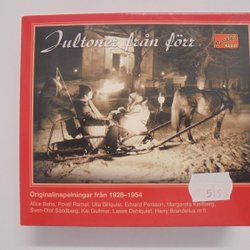 Jultoner från förr
Originalinspelningar från 1928–1954
Alice Babs, Povel Ramel, Ulla Billquist, Edvard Persson, Margareta Kjellberg,
Sven-Olof Sandberg, Kai Gullmar, Lasse Dahlquist, Harry Brandelius m fl